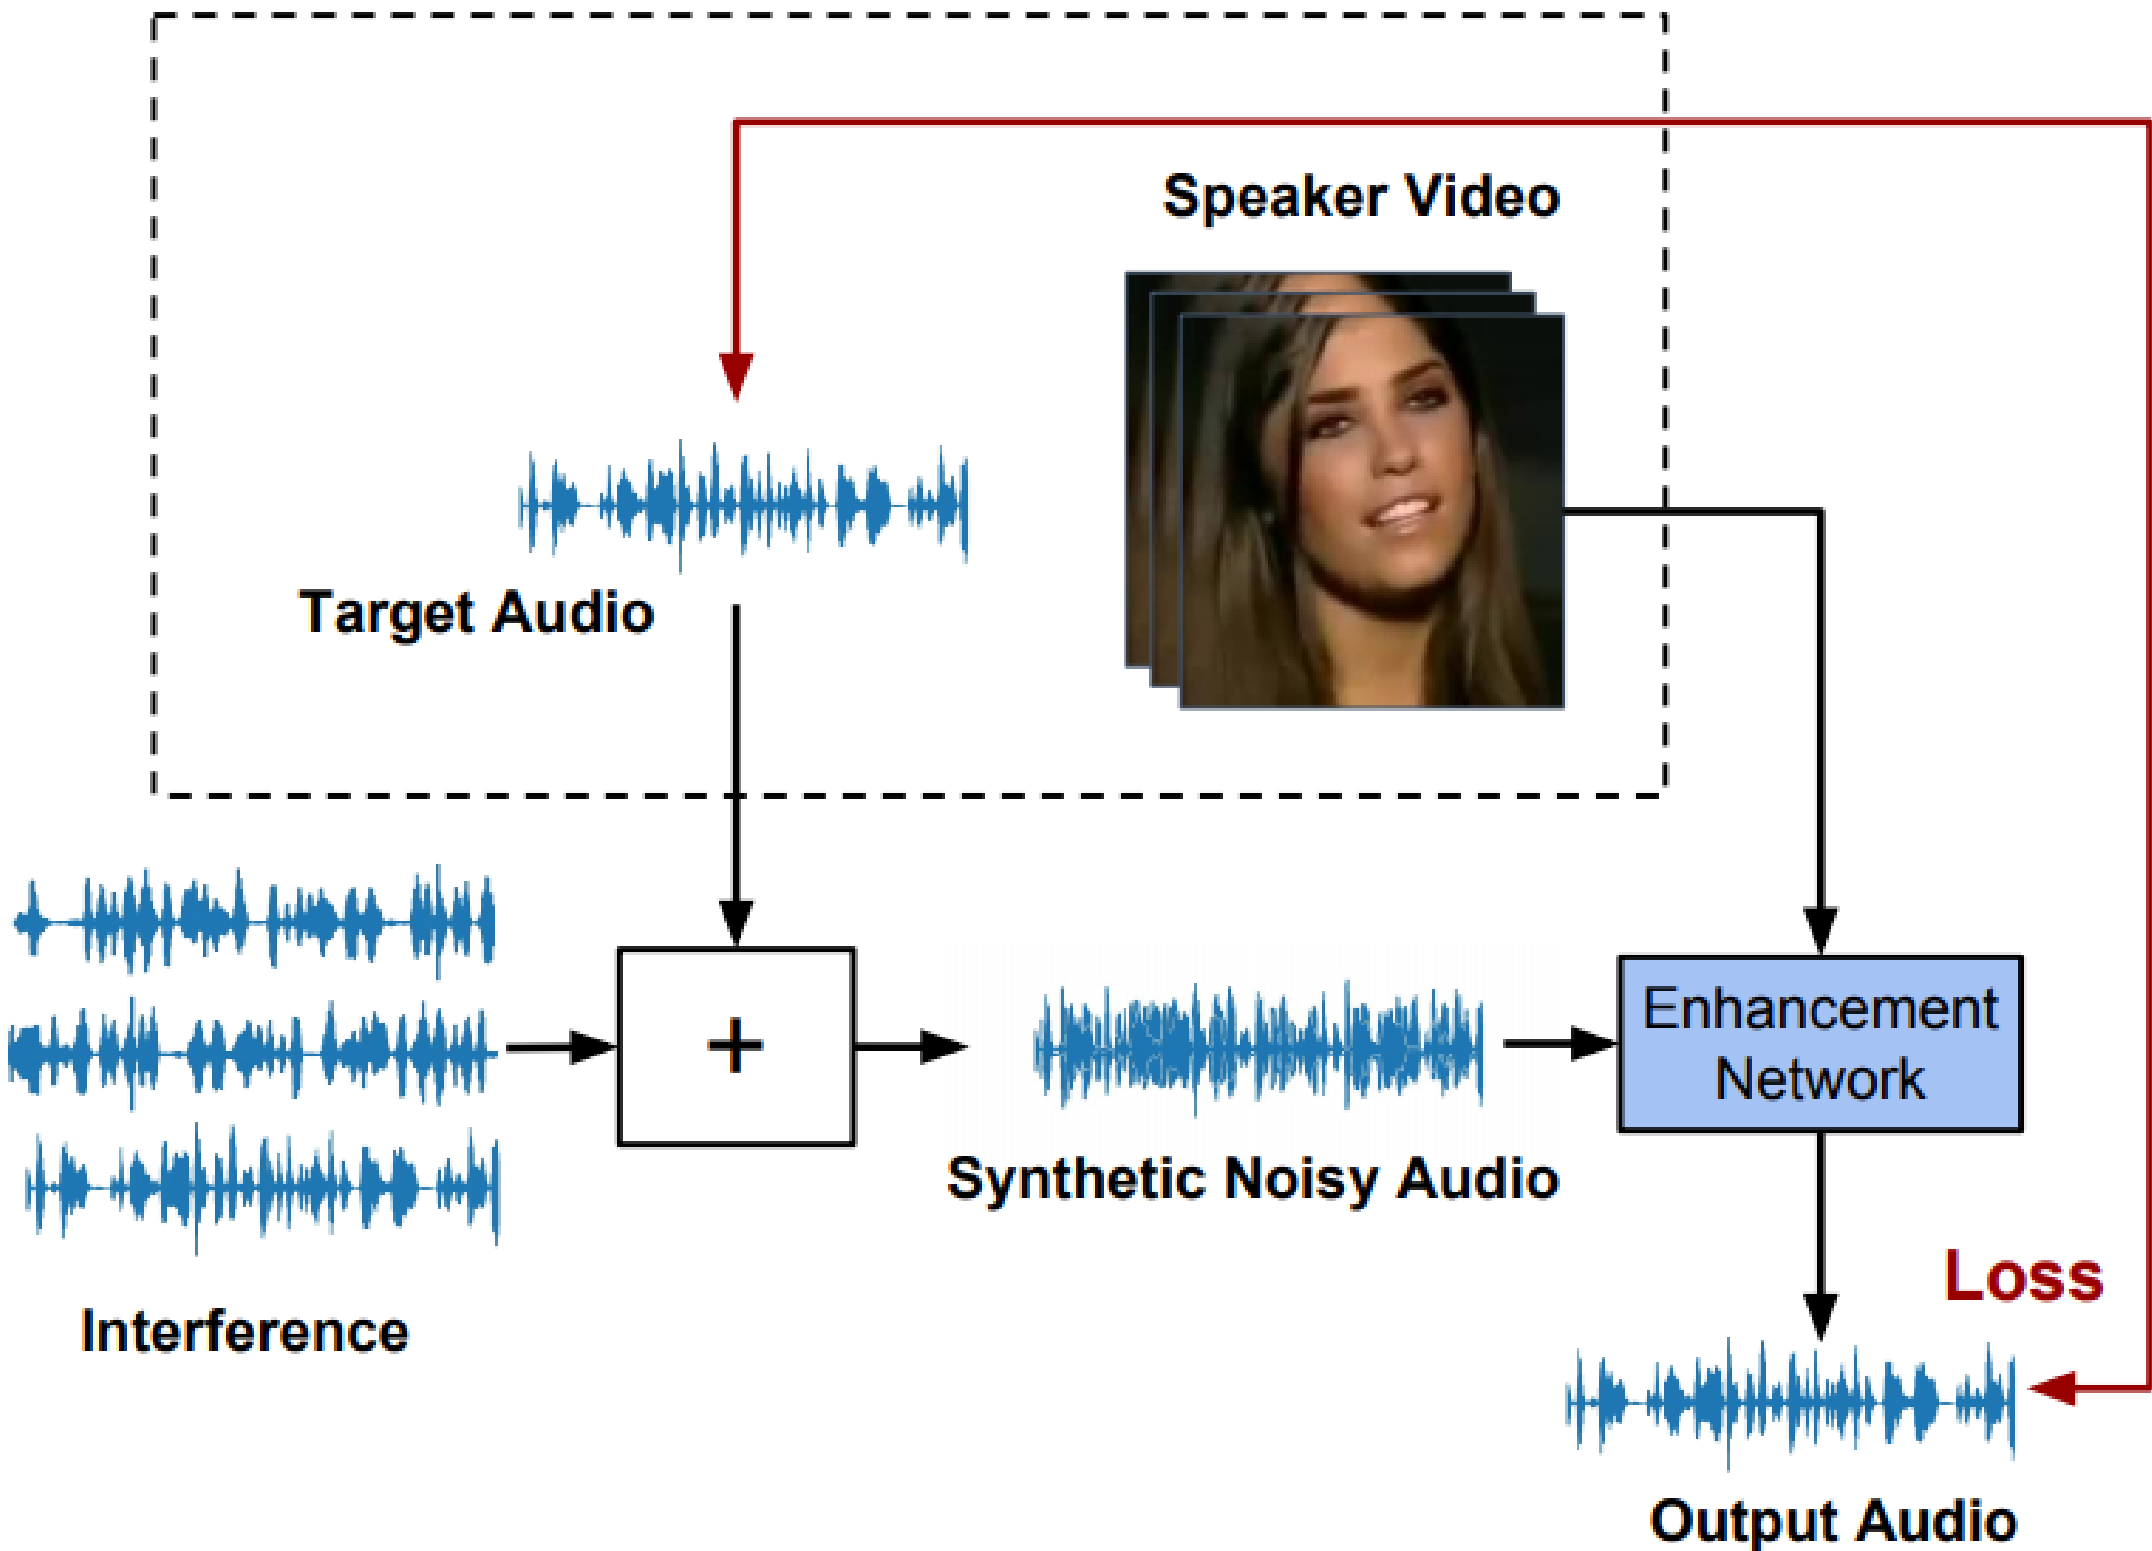 Speaker Video
Target Audio
+
Enhancement
Network
Synthetic Noisy Audio
Loss
Interference
Output Audio